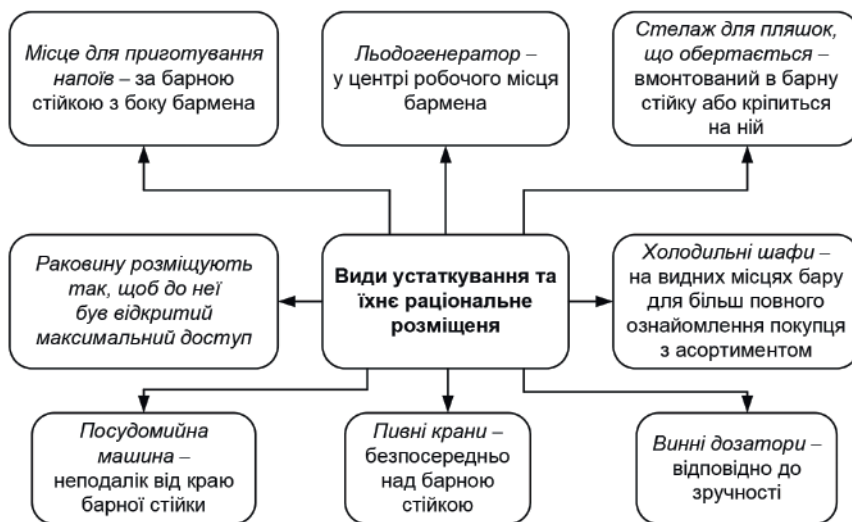 Місце для приготування
напоїв – за барною
стійкою з боку бармена
Льодогенератор –
у центрі робочого місця
бармена
Стелаж для пляшок,
що обертається –
вмонтований в барну
стійку або кріпиться
на ній
Раковину розміщують
так, щоб до неї
був відкритий
максимальний доступ
Види устаткування та
їхнє раціональне
розміщеня
Холодильні шафи –
на видних місцях бару
для більш повного
ознайомлення покупця
з асортиментом
Посудомийна
машина –
неподалік від краю
барної стійки
Пивні крани –
безпосередньо
над барною
стійкою
Винні дозатори –
відповідно до
зручності